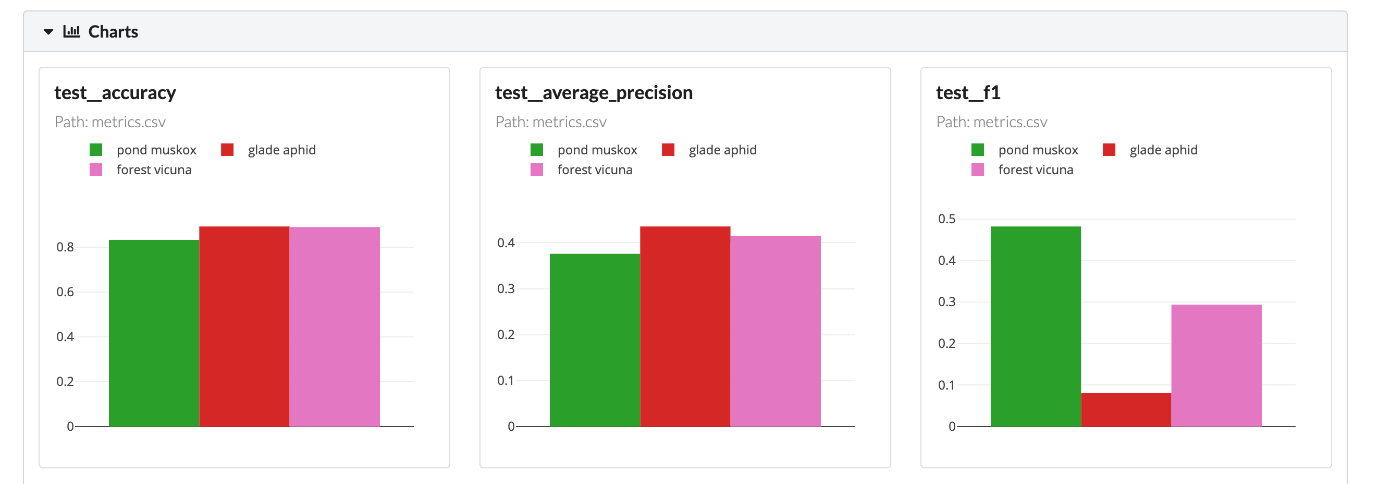 Charts
test__accuracy
Path: metrics.csv
pond muskox glade aphid
forest vicuna
0.8
0.6
0.4
0.2
0
test__average_precision
Path: metrics.csv
pond muskox glade aphid
forest vicuna
0.4
0.3
0.2
0.1
0
test__f1
Path: metrics.csv
pond muskox glade aphid
forest vicuna
0.5
0.4
0.3
0.2
0.1
0